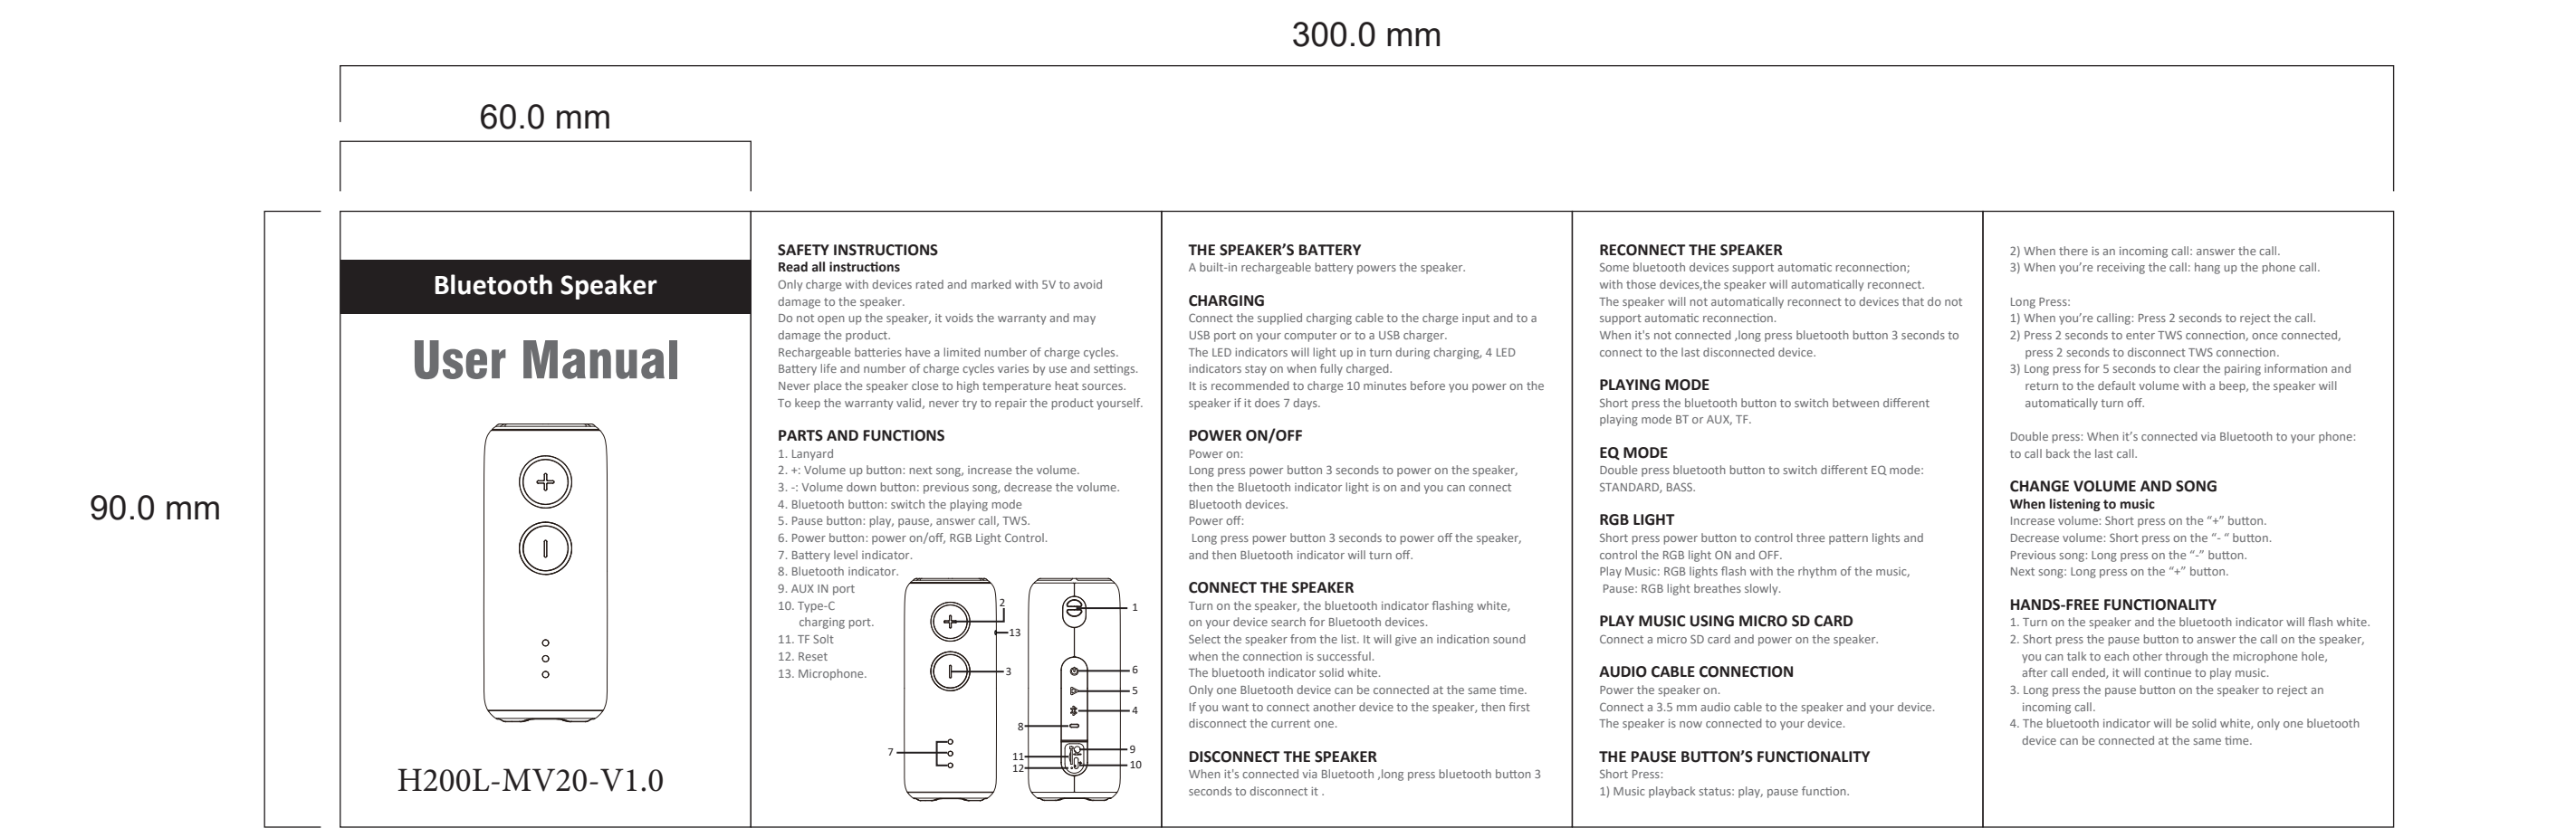 300.0 mm
60.0 mm
90.0 mm
Bluetooth Speaker
User Manual
H200L-MV20-V1.0
SAFETY INSTRUCTIONS
Read all instructions
Only charge with devices rated and marked with 5V to avoid
damage to the speaker.
Do not open up the speaker, it voids the warranty and may
damage the product.
Rechargeable batteries have a limited number of charge cycles.
Battery life and number of charge cycles varies by use and settings.
Never place the speaker close to high temperature heat sources.
To keep the warranty valid, never try to repair the product yourself.
PARTS AND FUNCTIONS
1. Lanyard
2. +: Volume up button: next song, increase the volume.
3. -: Volume down button: previous song, decrease the volume.
4. Bluetooth button: switch the playing mode
5. Pause button: play, pause, answer call, TWS.
6. Power button: power on/off, RGB Light Control.
7. Battery level indicator.
8. Bluetooth indicator.
9. AUX IN port
10. Type-C
charging port.
11. TF Solt
12. Reset
13. Microphone.
2
13
3
7
1
6
5
4
8
9
11
10
12
THE SPEAKER’S BATTERY
A built-in rechargeable battery powers the speaker.
CHARGING
Connect the supplied charging cable to the charge input and to a
USB port on your computer or to a USB charger.
The LED indicators will light up in turn during charging, 4 LED
indicators stay on when fully charged.
It is recommended to charge 10 minutes before you power on the
speaker if it does 7 days.
POWER ON/OFF
Power on:
Long press power button 3 seconds to power on the speaker,
then the Bluetooth indicator light is on and you can connect
Bluetooth devices.
Power off:
Long press power button 3 seconds to power off the speaker,
and then Bluetooth indicator will turn off.
CONNECT THE SPEAKER
Turn on the speaker, the bluetooth indicator flashing white,
on your device search for Bluetooth devices.
Select the speaker from the list. It will give an indication sound
when the connection is successful.
The bluetooth indicator solid white.
Only one Bluetooth device can be connected at the same time.
If you want to connect another device to the speaker, then first
disconnect the current one.
DISCONNECT THE SPEAKER
When it's connected via Bluetooth ,long press bluetooth button 3
seconds to disconnect it .
RECONNECT THE SPEAKER
Some bluetooth devices support automatic reconnection;
with those devices,the speaker will automatically reconnect.
The speaker will not automatically reconnect to devices that do not
support automatic reconnection.
When it's not connected ,long press bluetooth button 3 seconds to
connect to the last disconnected device.
PLAYING MODE
Short press the bluetooth button to switch between different
playing mode BT or AUX, TF.
EQ MODE
Double press bluetooth button to switch different EQ mode:
STANDARD, BASS.
RGB LIGHT
Short press power button to control three pattern lights and
control the RGB light ON and OFF.
Play Music: RGB lights flash with the rhythm of the music,
Pause: RGB light breathes slowly.
PLAY MUSIC USING MICRO SD CARD
Connect a micro SD card and power on the speaker.
AUDIO CABLE CONNECTION
Power the speaker on.
Connect a 3.5 mm audio cable to the speaker and your device.
The speaker is now connected to your device.
THE PAUSE BUTTON’S FUNCTIONALITY
Short Press:
1) Music playback status: play, pause function.
2) When there is an incoming call: answer the call.
3) When you’re receiving the call: hang up the phone call.
Long Press:
1) When you’re calling: Press 2 seconds to reject the call.
2) Press 2 seconds to enter TWS connection, once connected,
press 2 seconds to disconnect TWS connection.
3) Long press for 5 seconds to clear the pairing information and
return to the default volume with a beep, the speaker will
automatically turn off.
Double press: When it’s connected via Bluetooth to your phone:
to call back the last call.
CHANGE VOLUME AND SONG
When listening to music
Increase volume: Short press on the “+” button.
Decrease volume: Short press on the “- “ button.
Previous song: Long press on the “-” button.
Next song: Long press on the “+” button.
HANDS-FREE FUNCTIONALITY
1. Turn on the speaker and the bluetooth indicator will flash white.
2. Short press the pause button to answer the call on the speaker,
you can talk to each other through the microphone hole,
after call ended, it will continue to play music.
3. Long press the pause button on the speaker to reject an
incoming call.
4. The bluetooth indicator will be solid white, only one bluetooth
device can be connected at the same time.